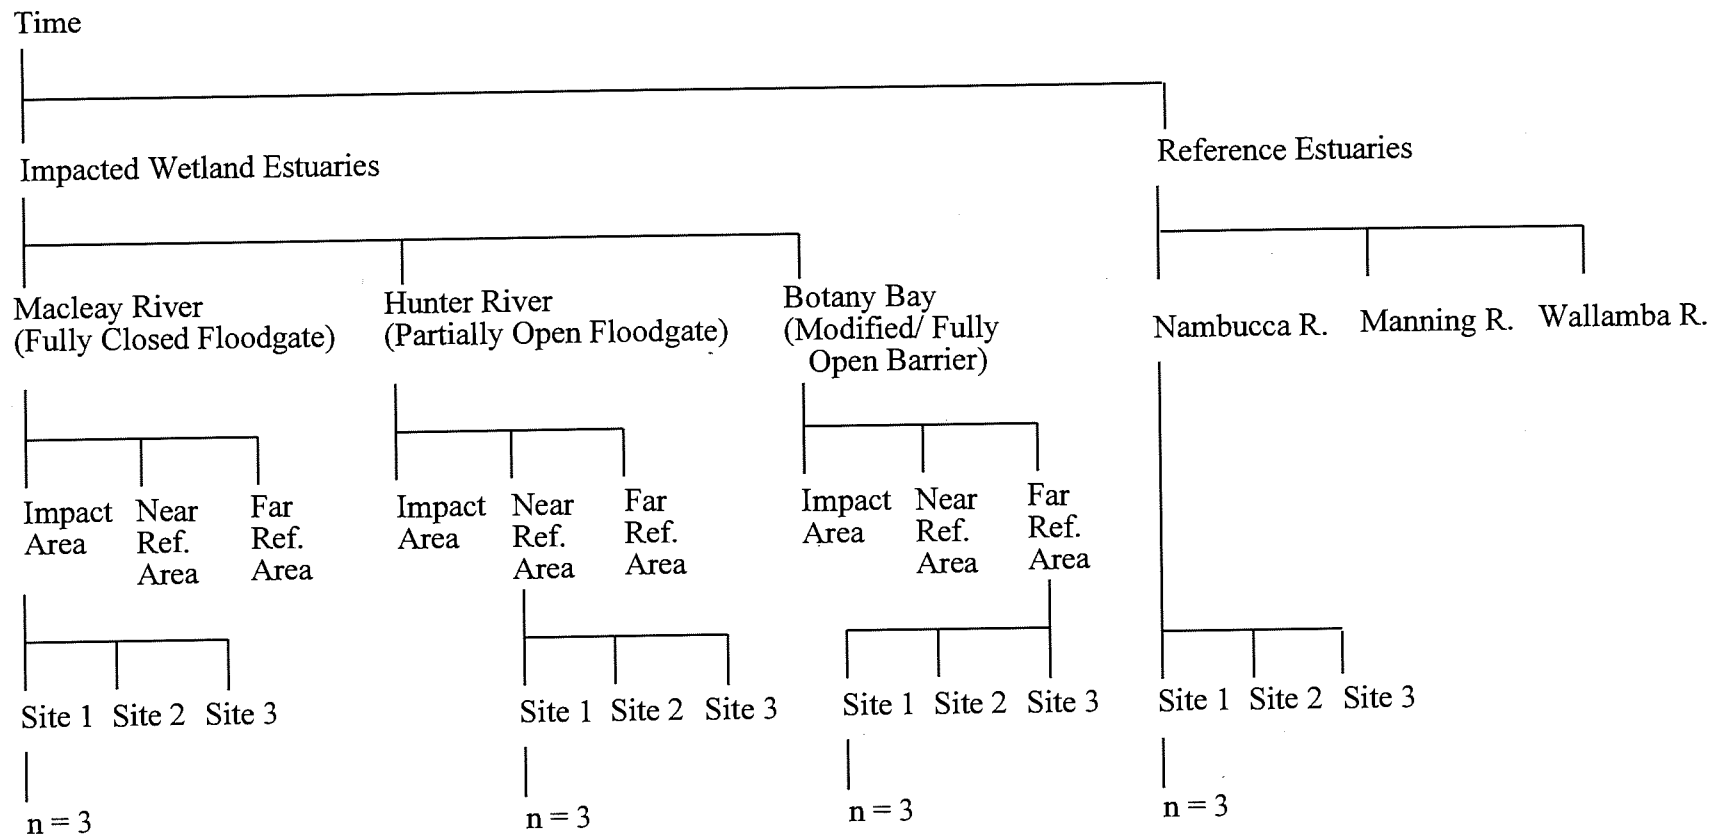 Time
Impacted Wetland Estuaries
Reference Estuaries
Macleay River
(Fully Closed Floodgate)
Hunter River
(Partially Open Floodgate)
Botany Bay
(Modified/ Fully
Open Barrier)
Nambucca R.
Manning R.
Wallamba R.
Impact
Area
Near
Ref.
Area
Far
Ref.
Area
Impact
Area
Near
Ref.
Area
Far
Ref.
Area
Impact
Area
Near
Ref.
Area
Far
Ref.
Area
Site 1 Site 2 Site 3
Site 1 Site 2 Site 3
Site 1 Site 2 Site 3
Site 1 Site 2 Site 3
n = 3
n = 3
n = 3
n = 3